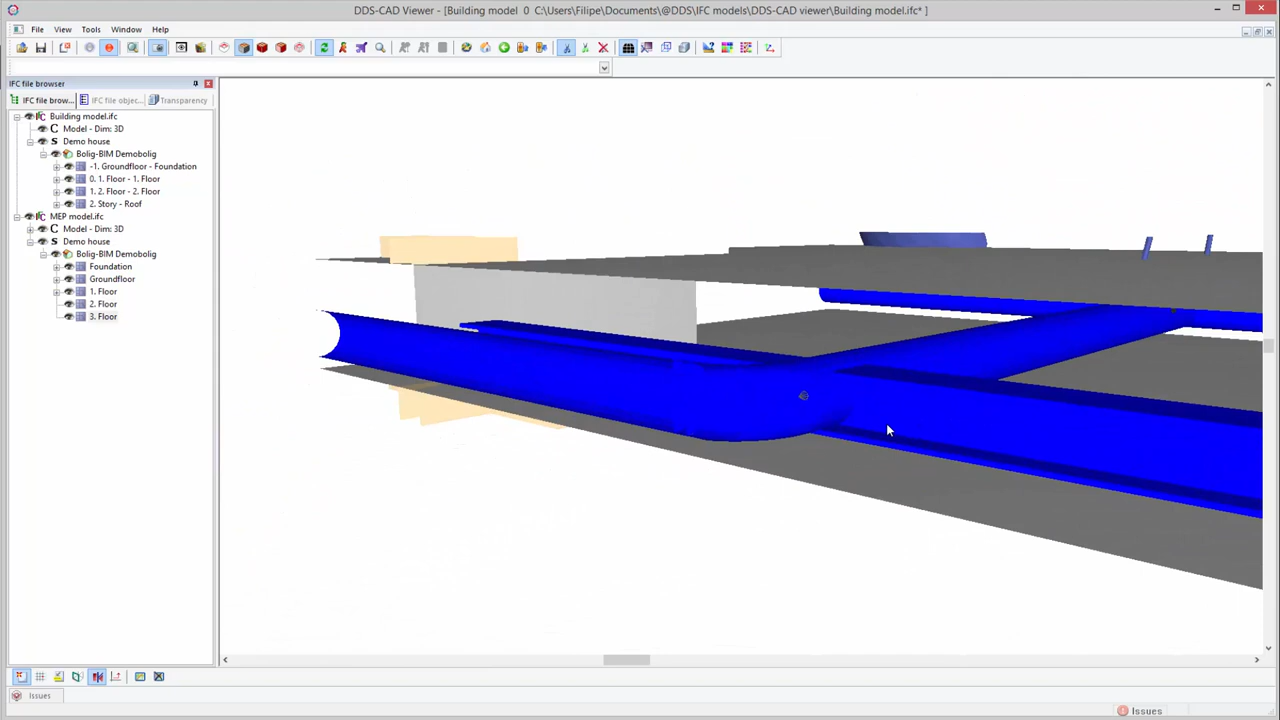 DDS-CAD Viewer - [Building model  0  C:\Users\Filipe\Documents\@DDS\IFC models\DDS-CAD viewer\Building model.ifc* ]
File View Tools Window Help
IFC file browser
IFC file brow... IFC file objec... Transparency
Building model.ifc
Model - Dim: 3D
Demo house
Bolig-BIM Demobolig
-1. Groundfloor - Foundation
0. 1. Floor - 1. Floor
1. 2. Floor - 2. Floor
2. Story - Roof
MEP model.ifc
Model - Dim: 3D
Demo house
Bolig-BIM Demobolig
Foundation
Groundfloor
1. Floor
2. Floor
3. Floor
Issues
Issues